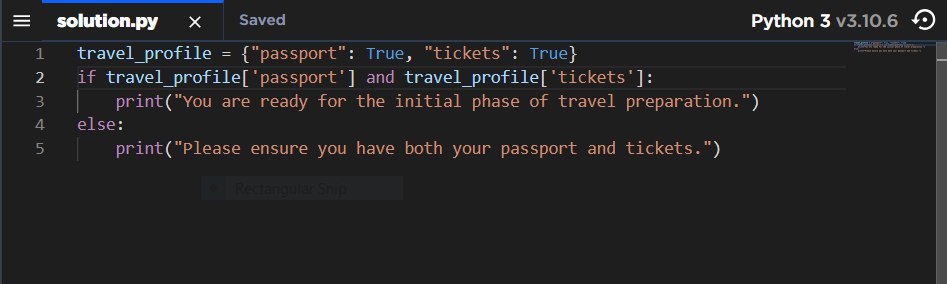 solution.py × Saved Python 3 v3.10.6
1 travel_profile = {"passport": True, "tickets": True}
2 if travel_profile['passport'] and travel_profile['tickets']:
3     print("You are ready for the initial phase of travel preparation.")
4 else:
5     print("Please ensure you have both your passport and tickets.")
Rectangular Snip